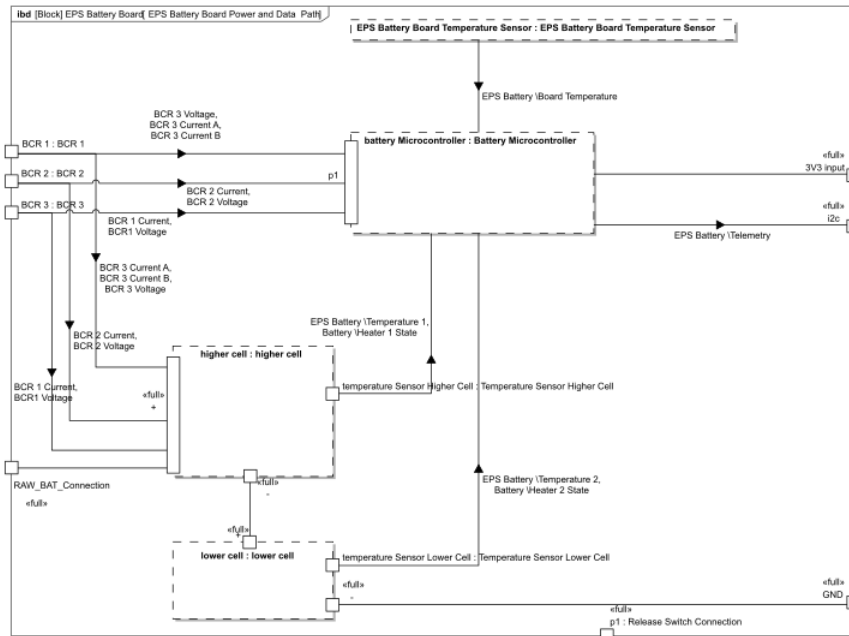 ibd [Block] EPS Battery Board[ EPS Battery Board Power and Data Path]
EPS Battery Board Temperature Sensor : EPS Battery Board Temperature Sensor
EPS Battery \Board Temperature
BCR 3 Voltage,
BCR 3 Current A,
BCR 3 Current B
battery Microcontroller : Battery Microcontroller
BCR 1 : BCR 1
BCR 2 : BCR 2
p1
BCR 2 Current,
BCR 2 Voltage
BCR 3 : BCR 3
BCR 1 Current,
BCR1 Voltage
«full»
3V3 input
«full»
i2c
EPS Battery \Telemetry
BCR 3 Current A,
BCR 3 Current B,
BCR 3 Voltage
EPS Battery \Temperature 1,
Battery \Heater 1 State
BCR 2 Current,
BCR 2 Voltage
higher cell : higher cell
BCR 1 Current,
BCR1 Voltage
«full»
+
temperature Sensor Higher Cell : Temperature Sensor Higher Cell
RAW_BAT_Connection
«full»
«full»
-
EPS Battery \Temperature 2,
Battery \Heater 2 State
«full»
+
lower cell : lower cell
temperature Sensor Lower Cell : Temperature Sensor Lower Cell
«full»
-
«full»
GND
«full»
p1 : Release Switch Connection